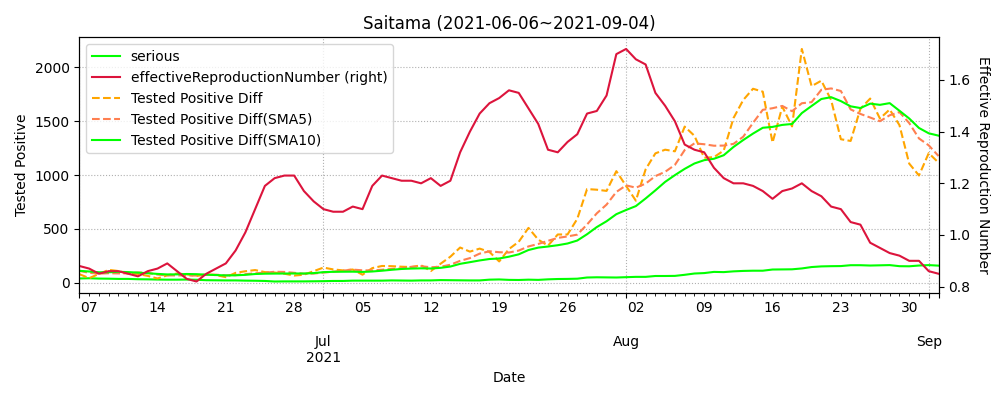 Saitama (2021-06-06~2021-09-04)
serious
effectiveReproductionNumber (right)
Tested Positive Diff
Tested Positive Diff(SMA5)
Tested Positive Diff(SMA10)
Tested Positive
2000
1500
1000
500
0
1.6
1.4
1.2
1.0
0.8
Effective Reproduction Number
07 14 21 28 05 12 19 26 02 09 16 23 30
Jul Aug Sep
2021
Date